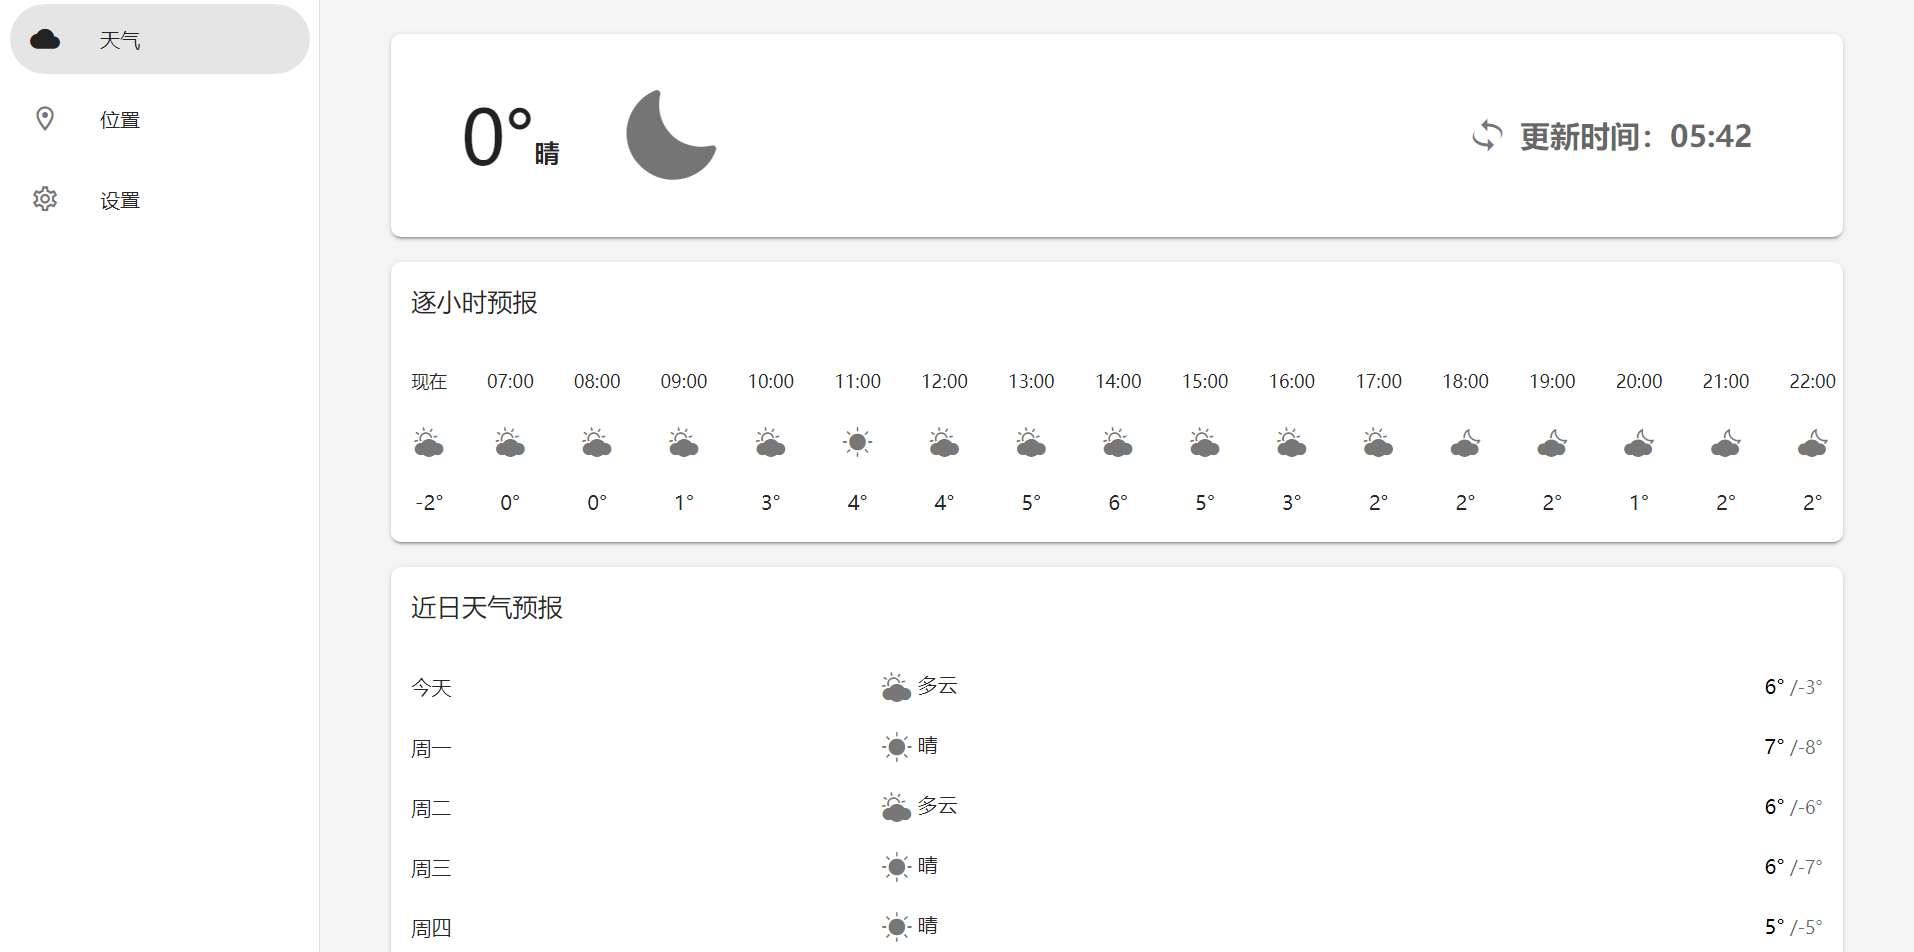 天气
位置
设置
0° 晴
更新时间：05:42
逐小时预报
现在 07:00 08:00 09:00 10:00 11:00 12:00 13:00 14:00 15:00 16:00 17:00 18:00 19:00 20:00 21:00 22:00
-2° 0° 0° 1° 3° 4° 4° 5° 6° 5° 3° 2° 2° 2° 1° 2° 2°
近日天气预报
今天 多云 6° /-3°
周一 晴 7° /-8°
周二 多云 6° /-6°
周三 晴 6° /-7°
周四 晴 5° /-5°